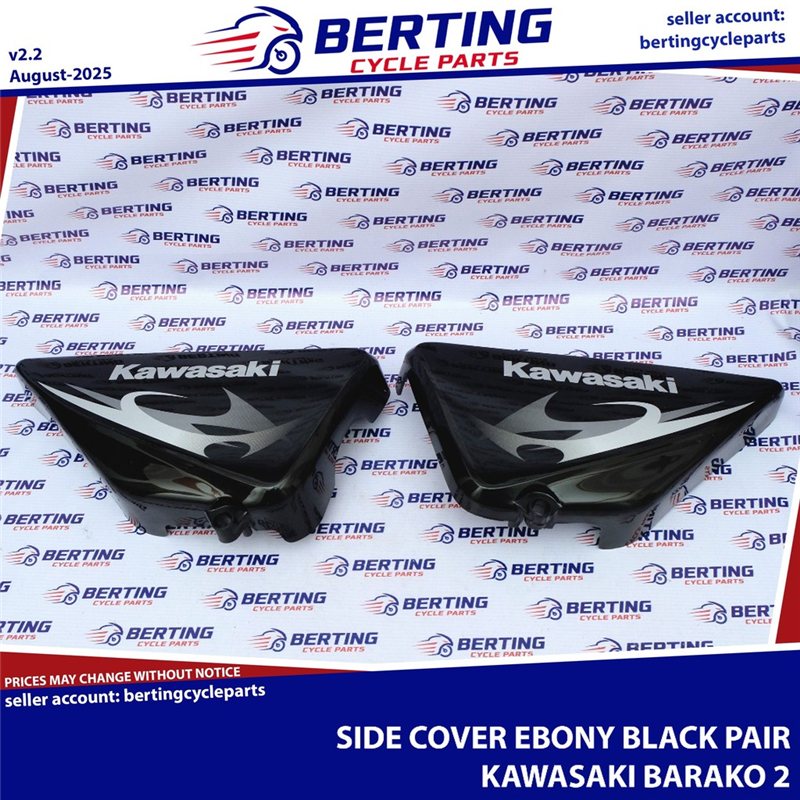 v2.2
August-2025
BERTING
CYCLE PARTS
seller account:
bertingcycleparts
Kawasaki
Kawasaki
PRICES MAY CHANGE WITHOUT NOTICE
seller account: bertingcycleparts
SIDE COVER EBONY BLACK PAIR
KAWASAKI BARAKO 2